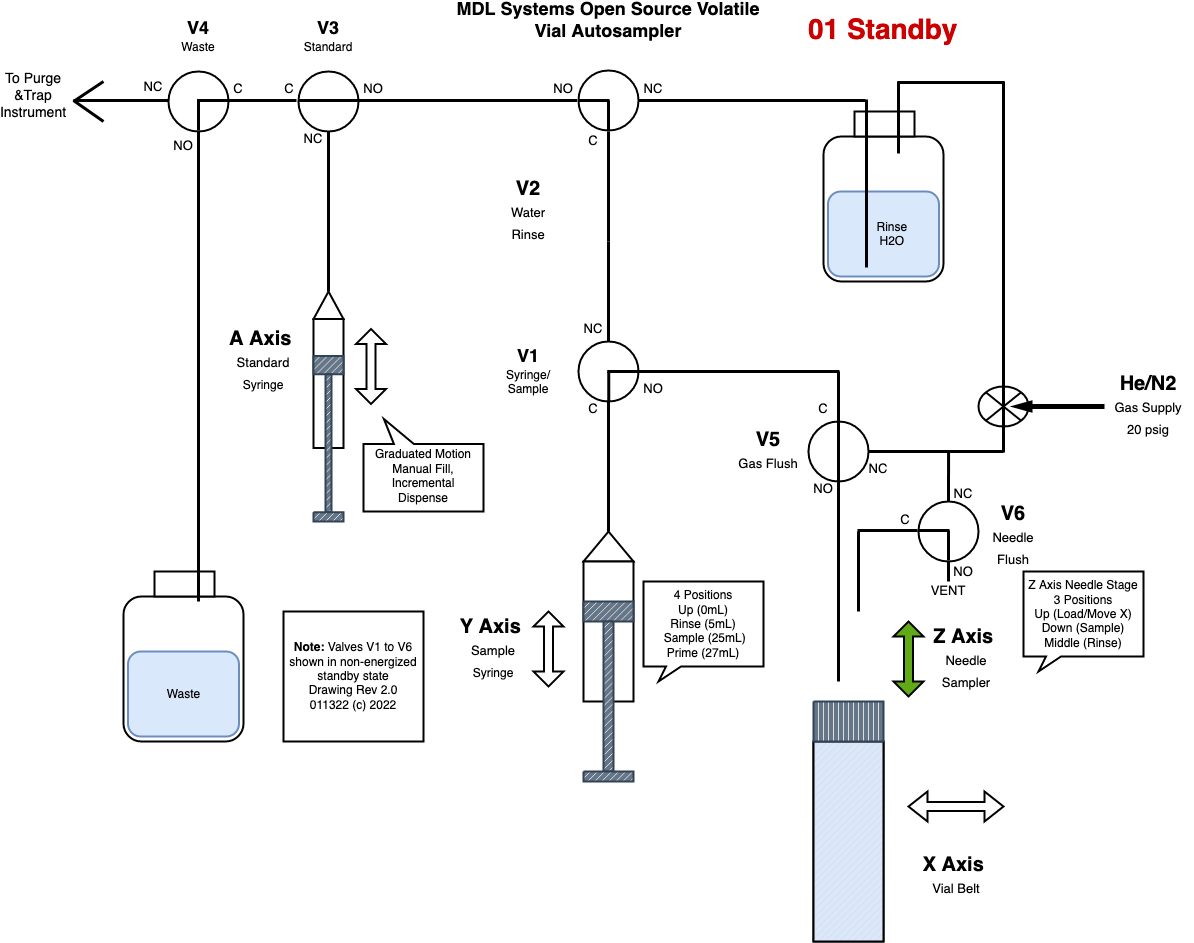 MDL Systems Open Source Volatile
Vial Autosampler
01 Standby
V4
Waste
V3
Standard
To Purge
&Trap
Instrument
NC
C
NO
C
NO
NC
NO
NC
C
V2
Water
Rinse
Rinse
H2O
A Axis
Standard
Syringe
Graduated Motion
Manual Fill,
Incremental
Dispense
NC
V1
Syringe/
Sample
NO
C
He/N2
Gas Supply
20 psig
C
V5
Gas Flush
NC
NO
NC
C
V6
Needle
Flush
NO
VENT
Z Axis Needle Stage
3 Positions
Up (Load/Move X)
Down (Sample)
Middle (Rinse)
4 Positions
Up (0mL)
Rinse (5mL)
Sample (25mL)
Prime (27mL)
Y Axis
Sample
Syringe
Z Axis
Needle
Sampler
Waste
Note: Valves V1 to V6
shown in non-energized
standby state
Drawing Rev 2.0
011322 (c) 2022
X Axis
Vial Belt